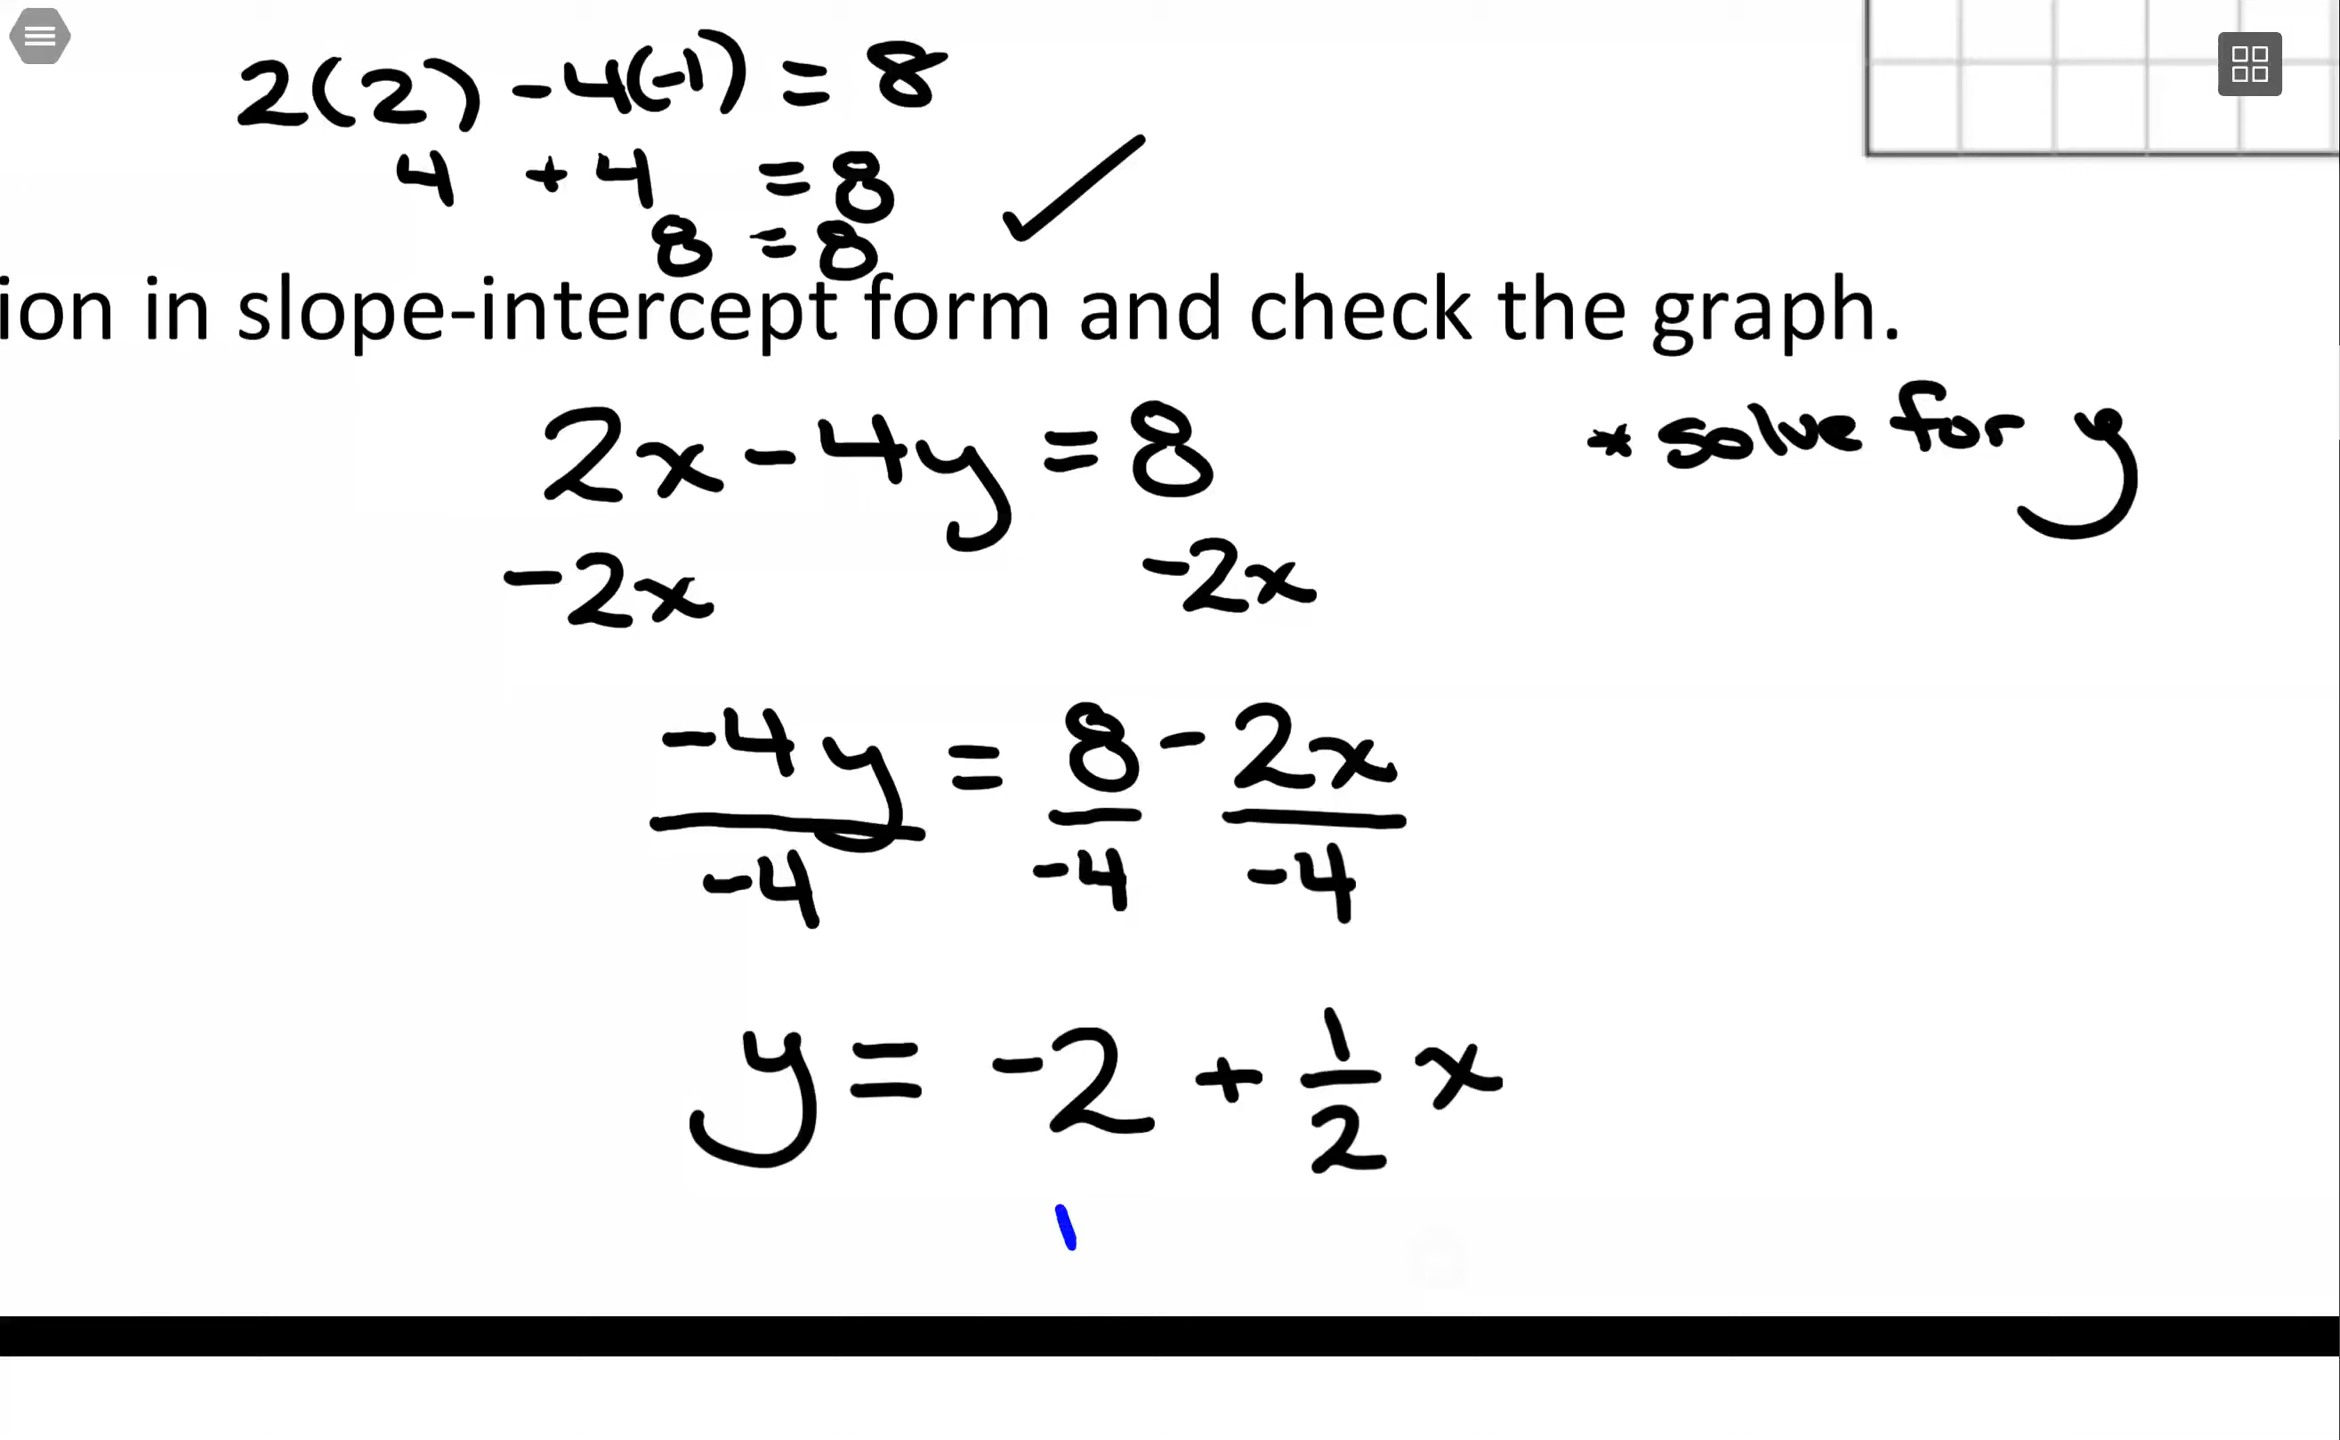 2(2) -4(-1) = 8
4 + 4 = 8
8 = 8
ion in slope-intercept form and check the graph.
2x - 4y = 8 * solve for y
-2x -2x
-4y = 8 - 2x
-4 -4 -4
y = -2 + 1/2 x